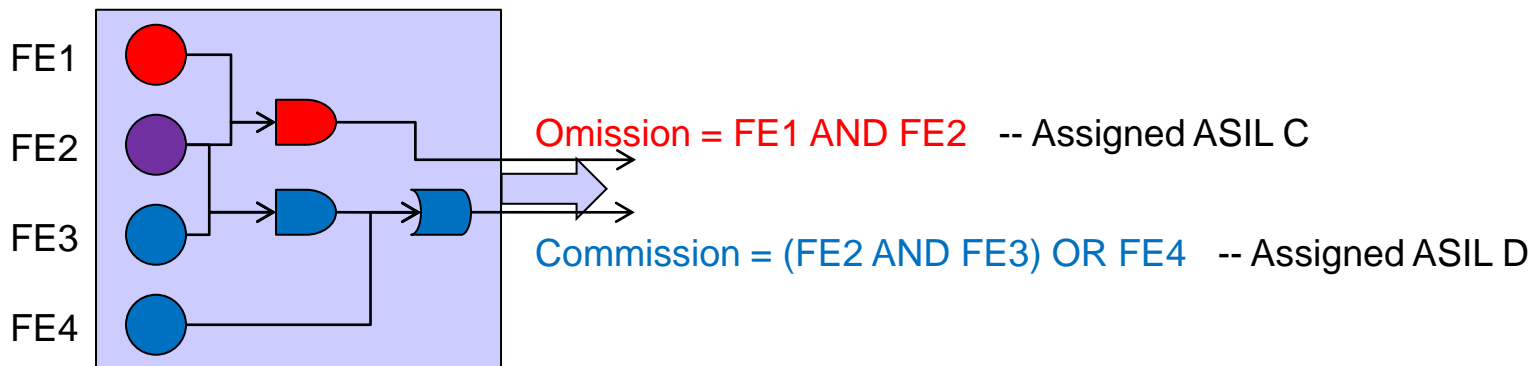 FE1
FE2
FE3
FE4
Omission = FE1 AND FE2 -- Assigned ASIL C
Commission = (FE2 AND FE3) OR FE4 -- Assigned ASIL D